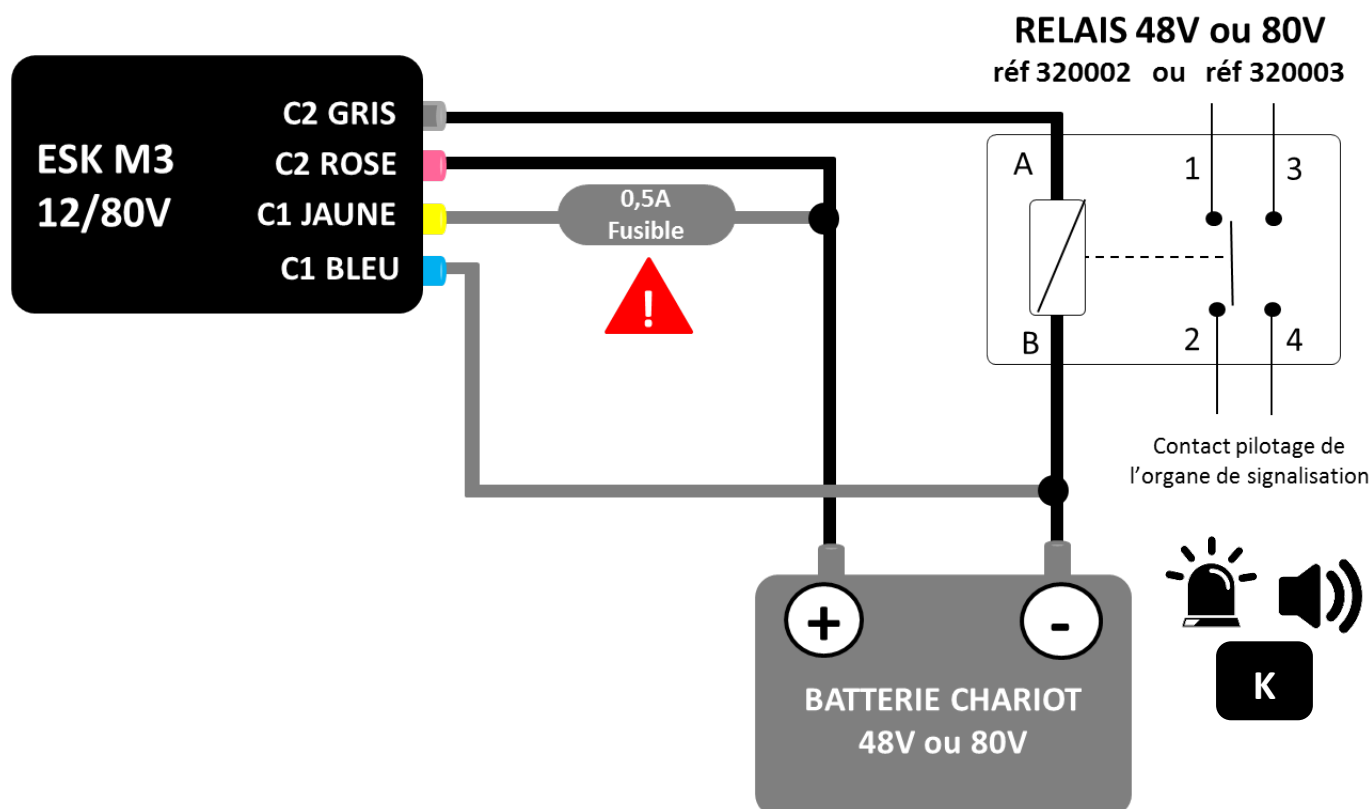 RELAIS 48V ou 80V
réf 320002 ou réf 320003
ESK M3
12/80V
C2 GRIS
C2 ROSE
C1 JAUNE
C1 BLEU
0,5A
Fusible
!
A
B
1
3
2
4
Contact pilotage de
l'organe de signalisation
+
-
BATTERIE CHARIOT
48V ou 80V
K